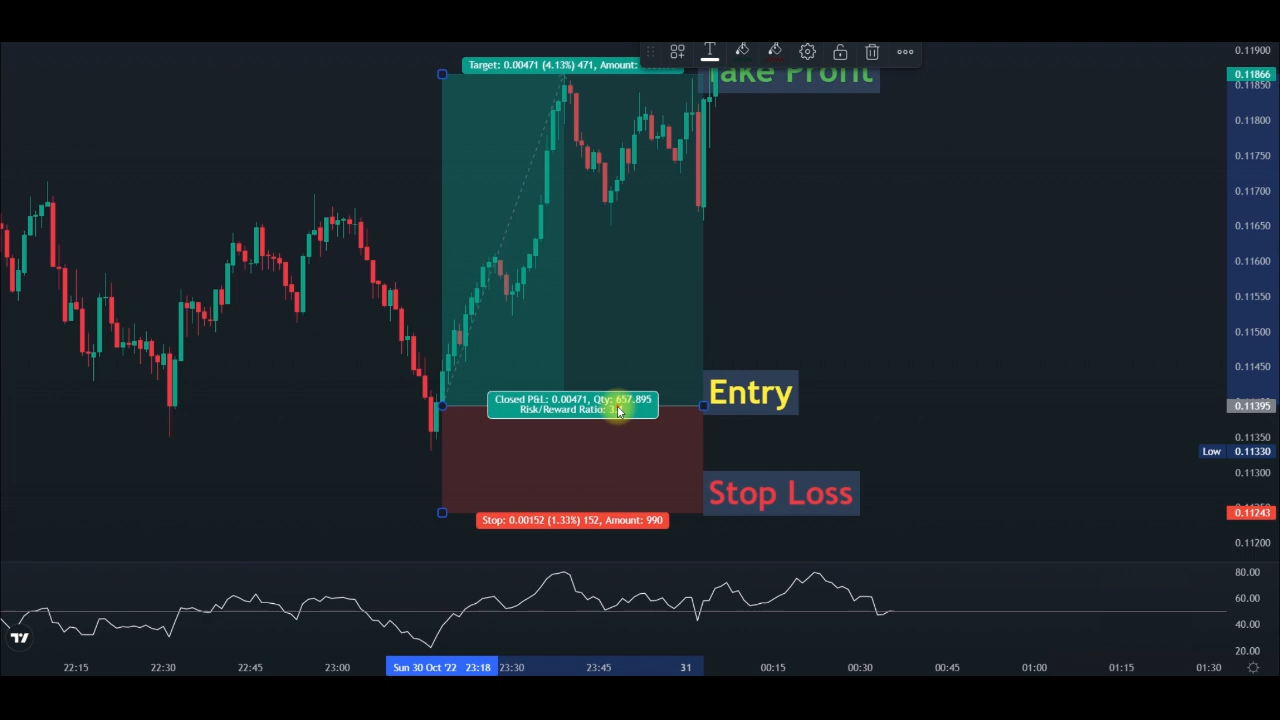 Target: 0.00471 (4.13%) 471, Amount:
Take Profit
Closed P&L: 0.00471, Qty: 657.895
Risk/Reward Ratio:
Entry
Stop Loss
Stop: 0.00152 (1.33%) 152, Amount: 990
0.11900
0.11866
0.11850
0.11800
0.11750
0.11700
0.11650
0.11600
0.11550
0.11500
0.11450
0.11395
0.11350
Low 0.11330
0.11300
0.11243
0.11200
80.00
60.00
40.00
20.00
22:15 22:30 22:45 23:00 Sun 30 Oct '22 23:18 23:30 23:45 31 00:15 00:30 00:45 01:00 01:15 01:30